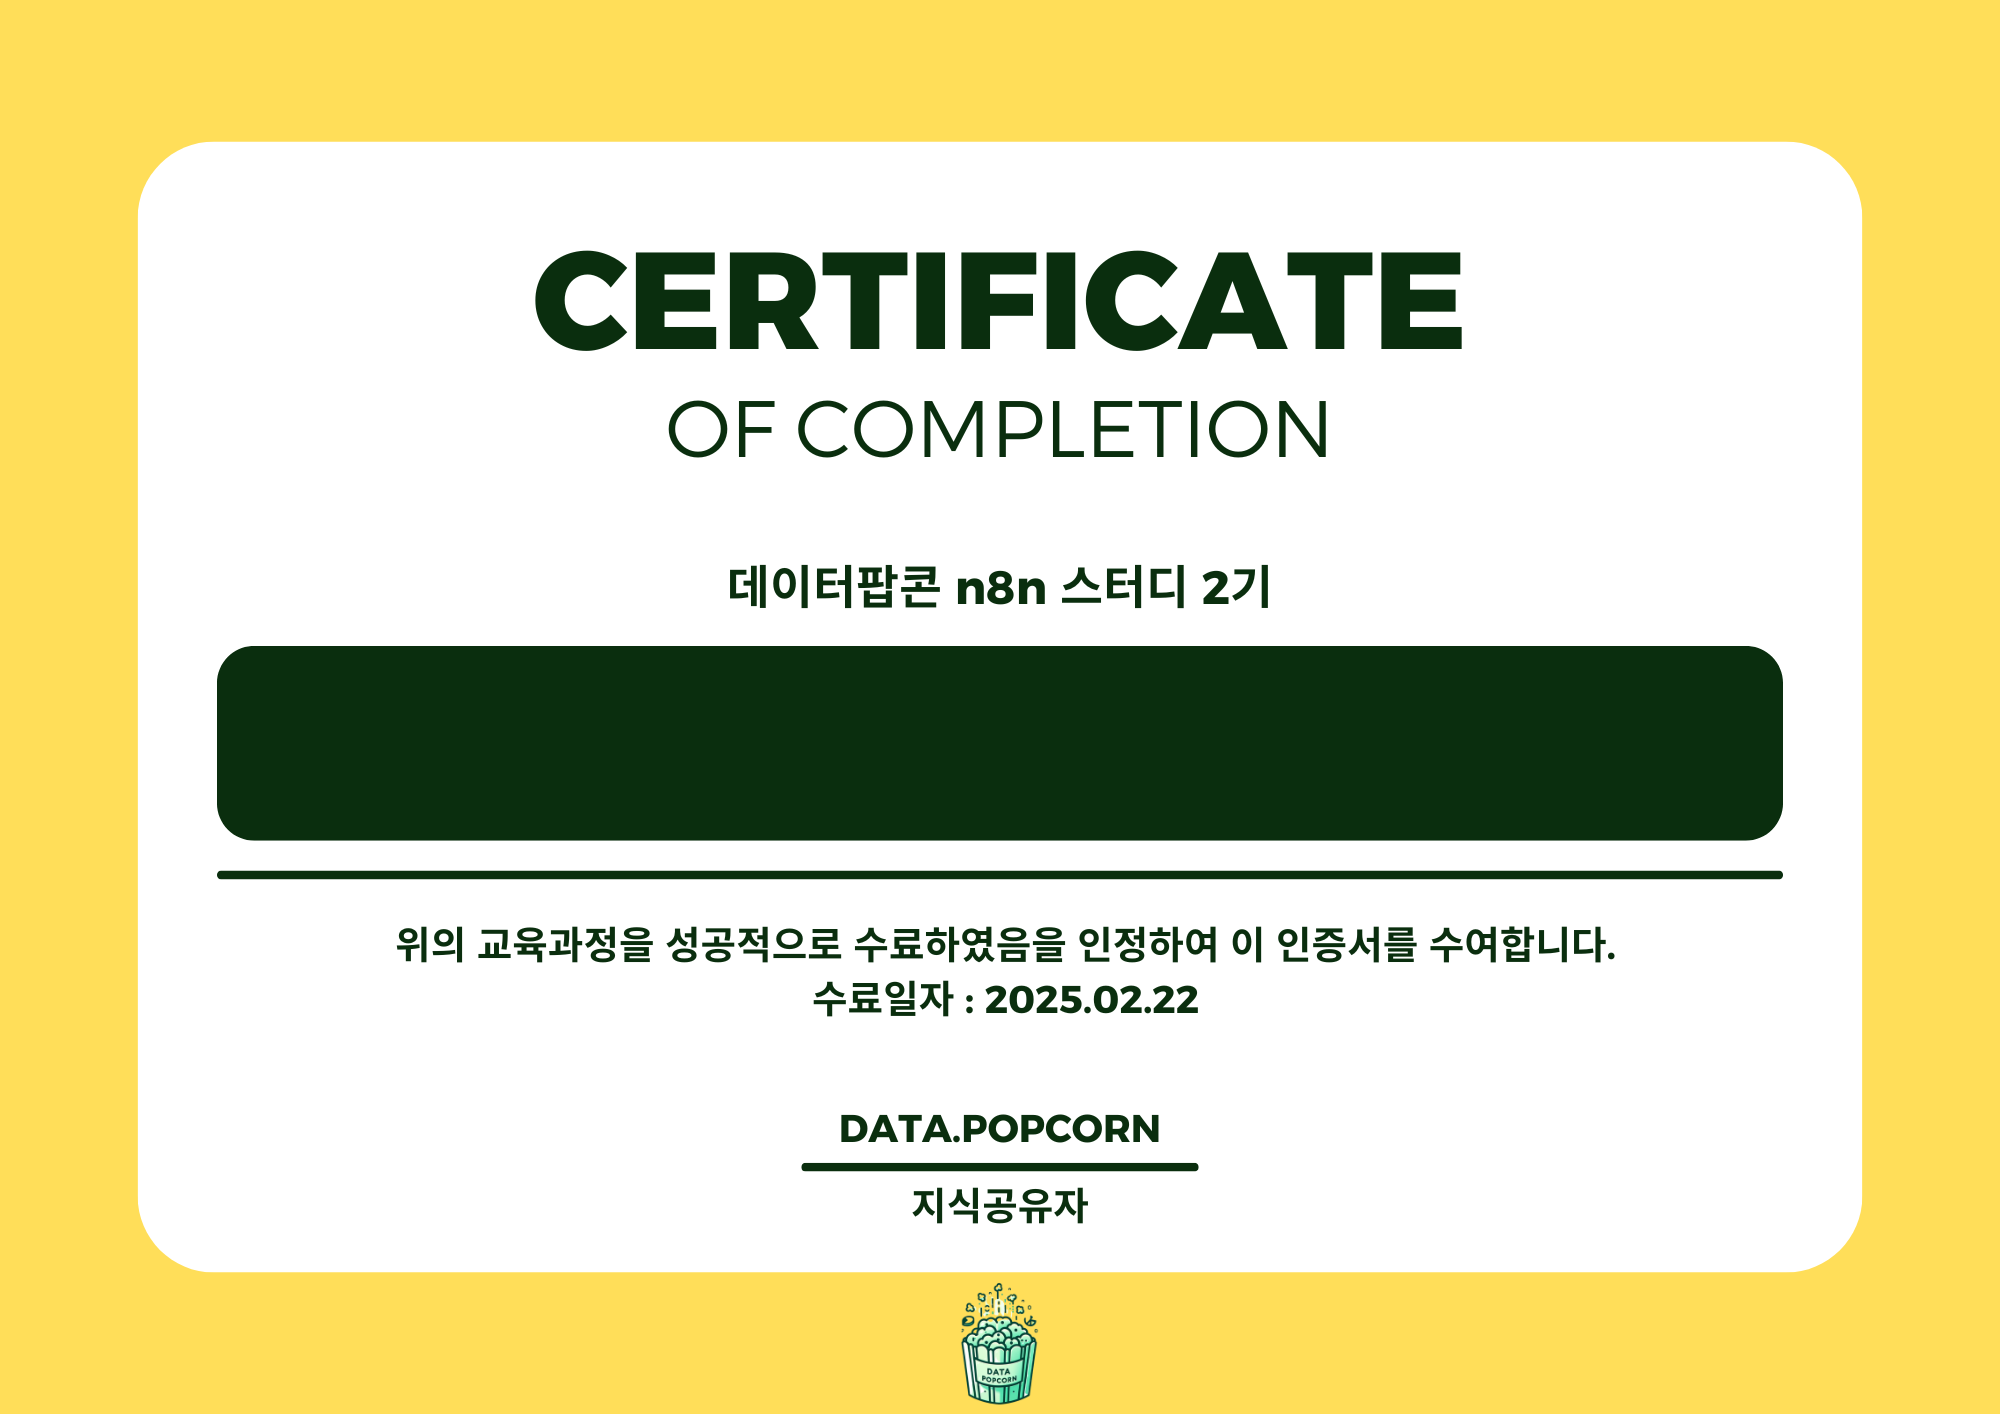 CERTIFICATE
OF COMPLETION
데이터팝콘 n8n 스터디 2기
위의 교육과정을 성공적으로 수료하였음을 인정하여 이 인증서를 수여합니다.
수료일자 : 2025.02.22
DATA.POPCORN
지식공유자
DATA
POPCORN